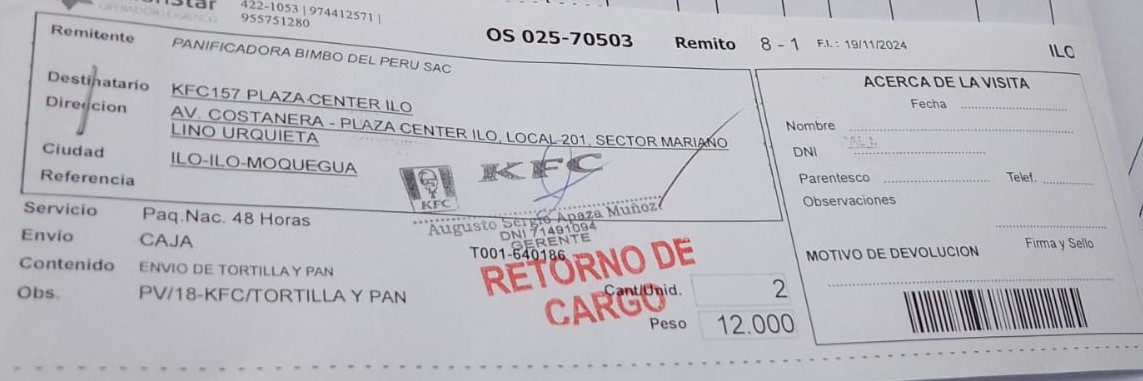 422-1053 | 974412571 |
OPERADOR LOGISTICO
955751280
OS 025-70503 Remito 8 - 1 F.I. : 19/11/2024 ILO
Remitente PANIFICADORA BIMBO DEL PERU SAC
Destinatario KFC157 PLAZA CENTER ILO
Direccion AV. COSTANERA - PLAZA CENTER ILO, LOCAL 201, SECTOR MARIANO
LINO URQUIETA
Ciudad ILO-ILO-MOQUEGUA
Referencia
KFC
KFC
Augusto Sergio Apaza Muñoz
DNI 71491094
GERENTE
Servicio Paq.Nac. 48 Horas
Envio CAJA
T001-640186
Contenido ENVIO DE TORTILLA Y PAN
Obs. PV/18-KFC/TORTILLA Y PAN
RETORNO DE
CARGO
Cant/Unid. 2
Peso 12.000
ACERCA DE LA VISITA
Fecha
Nombre
DNI
Parentesco Telef.
Observaciones
Firma y Sello
MOTIVO DE DEVOLUCION